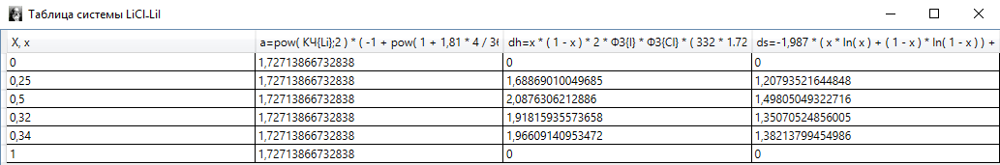 Таблица системы LiCl-LiI
X, x a=pow( КЧ{Li};2 ) * ( -1 + pow( 1 + 1,81 * 4 / 36 dh=x * ( 1 - x ) * 2 * ФЗ{I} * ФЗ{Cl} * ( 332 * 1.72 ds=-1,987 * ( x * ln( x ) + ( 1 - x ) * ln( 1 - x ) ) +
0 1,72713866732838 0 0
0,25 1,72713866732838 1,68869010049685 1,20793521644848
0,5 1,72713866732838 2,0876306212886 1,49805049322716
0,32 1,72713866732838 1,91815935573658 1,35070524856005
0,34 1,72713866732838 1,96609140953472 1,38213799454986
1 1,72713866732838 0 0